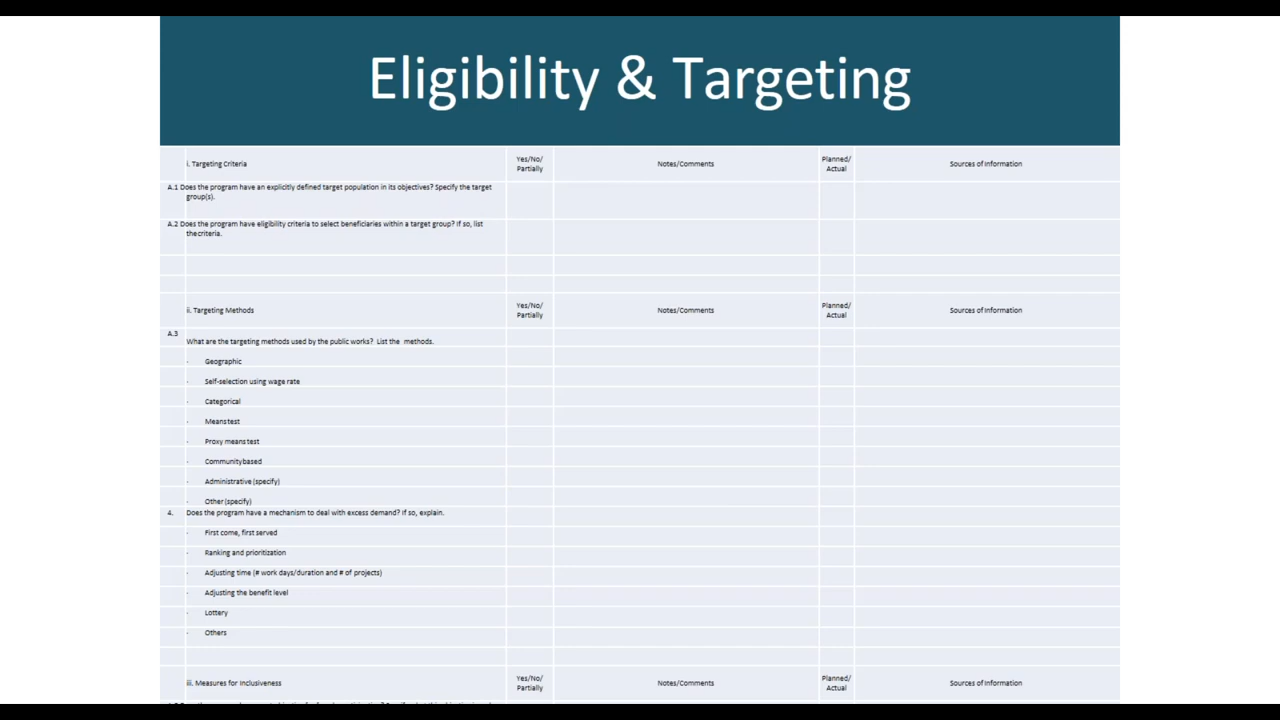 Eligibility & Targeting
i. Targeting Criteria
Yes/No/
Partially
Notes/Comments
Planned/
Actual
Sources of Information
A.1 Does the program have an explicitly defined target population in its objectives? Specify the target
group(s).
A.2 Does the program have eligibility criteria to select beneficiaries within a target group? If so, list
the criteria.
ii. Targeting Methods
Yes/No/
Partially
Notes/Comments
Planned/
Actual
Sources of Information
A.3
What are the targeting methods used by the public works? List the methods.
· Geographic
· Self-selection using wage rate
· Categorical
· Means test
· Proxy means test
· Community based
· Administrative (specify)
· Other (specify)
4. Does the program have a mechanism to deal with excess demand? If so, explain.
· First come, first served
· Ranking and prioritization
· Adjusting time (# work days/duration and # of projects)
· Adjusting the benefit level
· Lottery
· Others
iii. Measures for Inclusiveness
Yes/No/
Partially
Notes/Comments
Planned/
Actual
Sources of Information